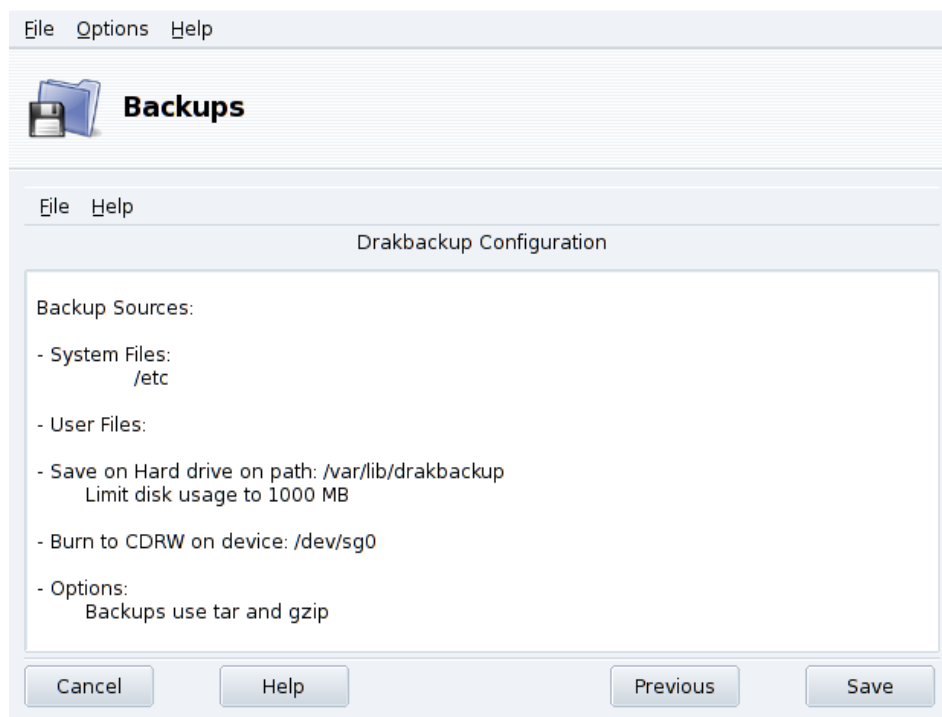 File Options Help
Backups
File Help
Drakbackup Configuration
Backup Sources:
- System Files:
/etc
- User Files:
- Save on Hard drive on path: /var/lib/drakbackup
Limit disk usage to 1000 MB
- Burn to CDRW on device: /dev/sg0
- Options:
Backups use tar and gzip
Cancel Help Previous Save